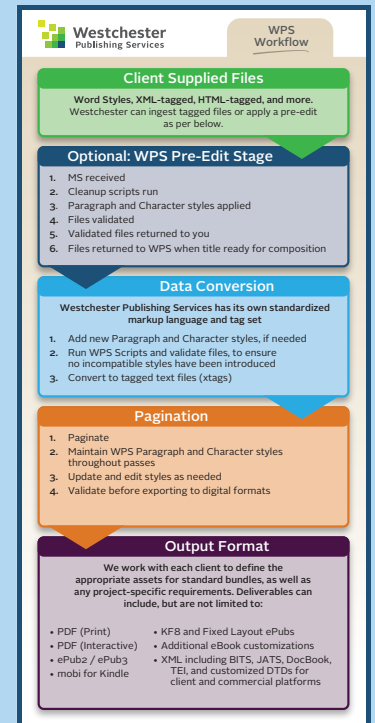 Westchester
Publishing Services
WPS
Workflow
Client Supplied Files
Word Styles, XML-tagged, HTML-tagged, and more.
Westchester can ingest tagged files or apply a pre-edit
as per below.
Optional: WPS Pre-Edit Stage
1. MS received
2. Cleanup scripts run
3. Paragraph and Character styles applied
4. Files validated
5. Validated files returned to you
6. Files returned to WPS when title ready for composition
Data Conversion
Westchester Publishing Services has its own standardized
markup language and tag set
1. Add new Paragraph and Character styles, if needed
2. Run WPS Scripts and validate files, to ensure
no incompatible styles have been introduced
3. Convert to tagged text files (xtags)
Pagination
1. Paginate
2. Maintain WPS Paragraph and Character styles
throughout passes
3. Update and edit styles as needed
4. Validate before exporting to digital formats
Output Format
We work with each client to define the
appropriate assets for standard bundles, as well as
any project-specific requirements. Deliverables can
include, but are not limited to:
• PDF (Print)
• PDF (Interactive)
• ePub2 / ePub3
• mobi for Kindle
• KF8 and Fixed Layout ePubs
• Additional eBook customizations
• XML including BITS, JATS, DocBook,
TEI, and customized DTDs for
client and commercial platforms